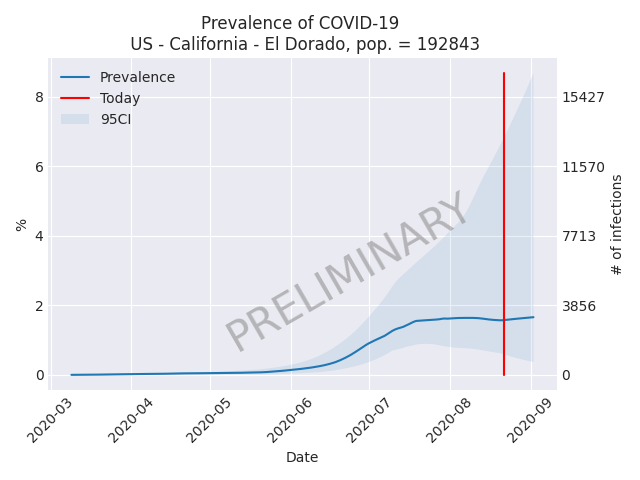 Prevalence of COVID-19
US - California - El Dorado, pop. = 192843
Prevalence
Today
95CI
PRELIMINARY
%
8
6
4
2
0
15427
11570
7713
3856
0
# of infections
2020-03
2020-04
2020-05
2020-06
2020-07
2020-08
2020-09
Date